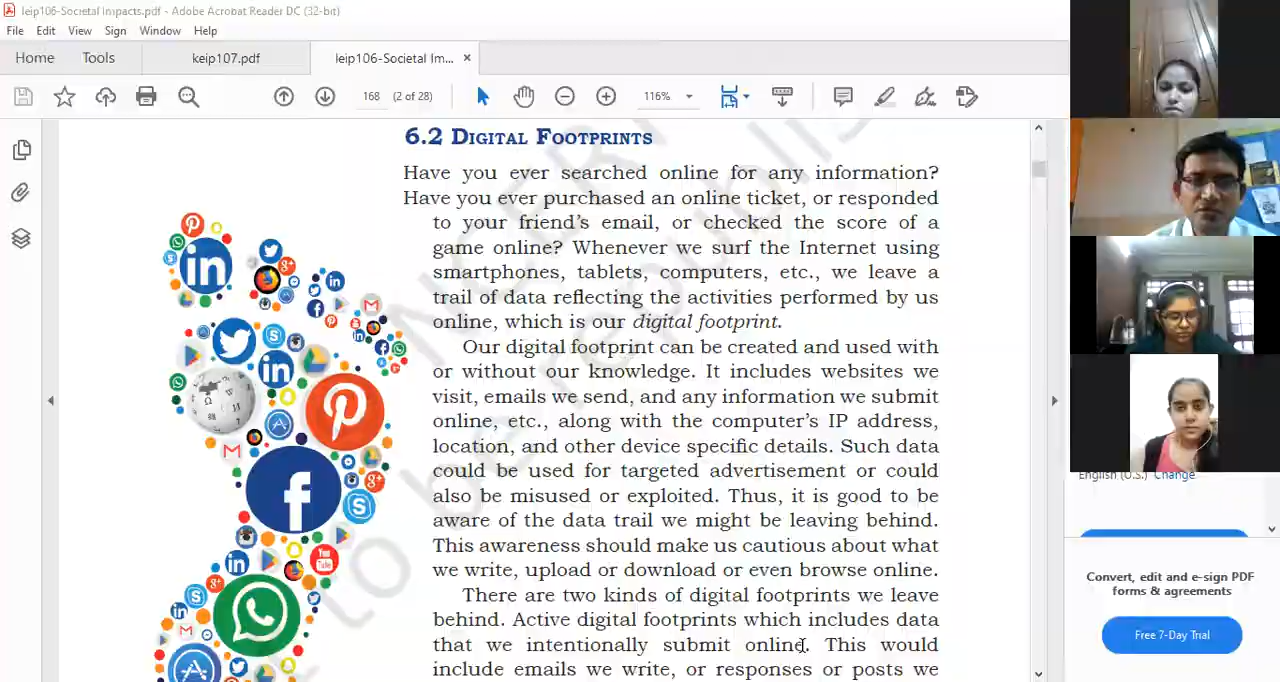 leip106-Societal Impacts.pdf - Adobe Acrobat Reader DC (32-bit)
File Edit View Sign Window Help
Home Tools keip107.pdf leip106-Societal Im... ×
168 (2 of 28) 116%
6.2 DIGITAL FOOTPRINTS
Have you ever searched online for any information?
Have you ever purchased an online ticket, or responded
to your friend's email, or checked the score of a
game online? Whenever we surf the Internet using
smartphones, tablets, computers, etc., we leave a
trail of data reflecting the activities performed by us
online, which is our digital footprint.
Our digital footprint can be created and used with
or without our knowledge. It includes websites we
visit, emails we send, and any information we submit
online, etc., along with the computer's IP address,
location, and other device specific details. Such data
could be used for targeted advertisement or could
also be misused or exploited. Thus, it is good to be
aware of the data trail we might be leaving behind.
This awareness should make us cautious about what
we write, upload or download or even browse online.
There are two kinds of digital footprints we leave
behind. Active digital footprints which includes data
that we intentionally submit online. This would
include emails we write, or responses or posts we
English (U.S.) Change
Convert, edit and e-sign PDF
forms & agreements
Free 7-Day Trial